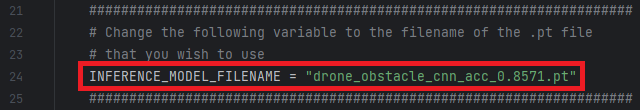 21 ####################################################################
22 # Change the following variable to the filename of the .pt file
23 # that you wish to use
24 INFERENCE_MODEL_FILENAME = "drone_obstacle_cnn_acc_0.8571.pt"
25 ####################################################################